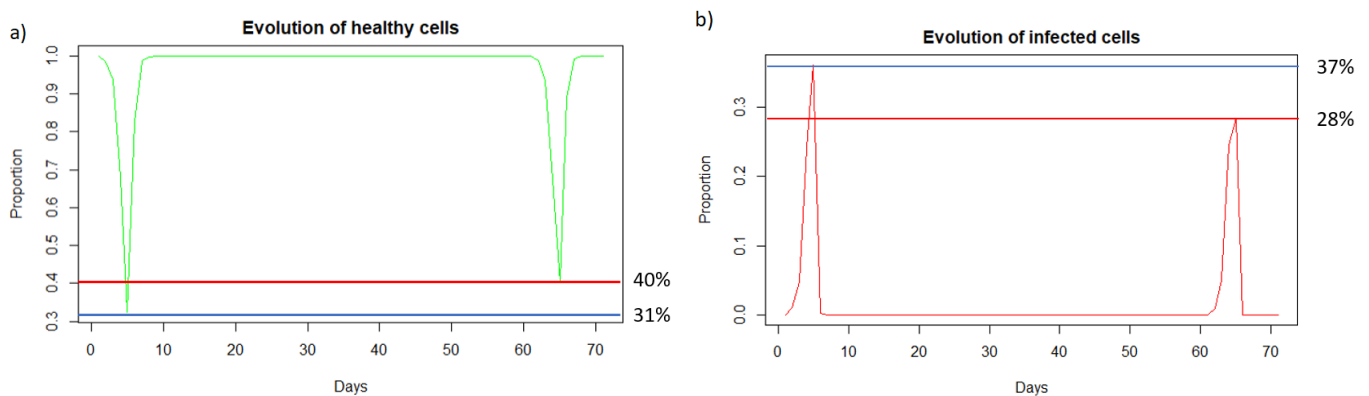 a)
Evolution of healthy cells
Proportion
1.0
0.9
0.8
0.7
0.6
0.5
0.4
0.3
40%
31%
0 10 20 30 40 50 60 70
Days
b)
Evolution of infected cells
Proportion
0.3
0.2
0.1
0.0
37%
28%
0 10 20 30 40 50 60 70
Days